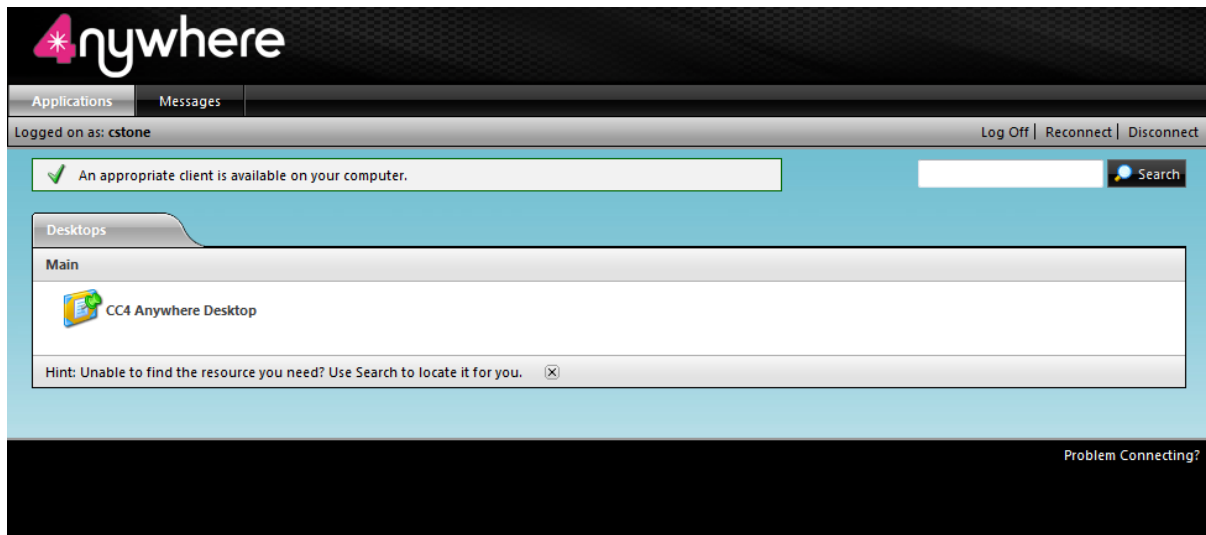 4nywhere
Applications Messages
Logged on as: cstone Log Off | Reconnect | Disconnect
An appropriate client is available on your computer. Search
Desktops
Main
CC4 Anywhere Desktop
Hint: Unable to find the resource you need? Use Search to locate it for you.
Problem Connecting?